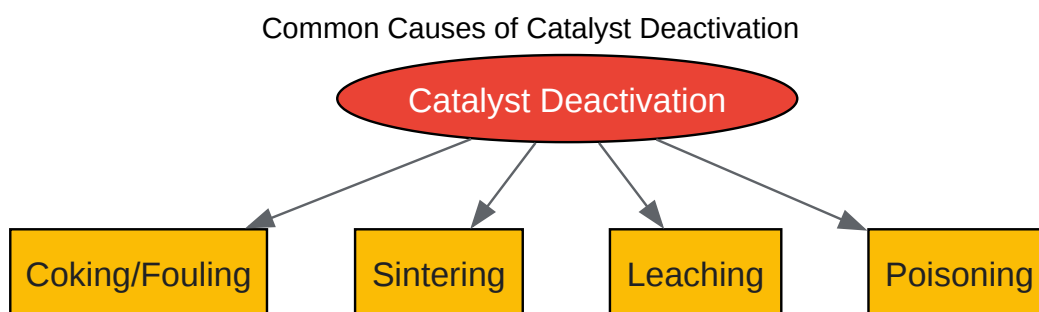 Common Causes of Catalyst Deactivation
Catalyst Deactivation
Coking/Fouling
Sintering
Leaching
Poisoning